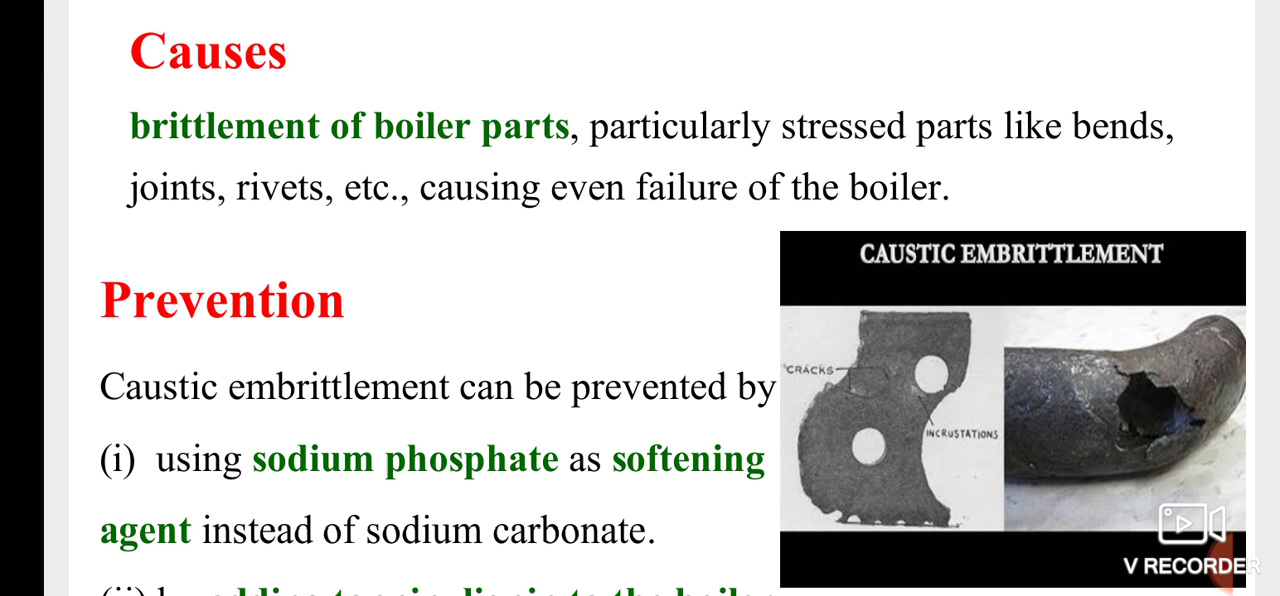 Causes
brittlement of boiler parts, particularly stressed parts like bends,
joints, rivets, etc., causing even failure of the boiler.
Prevention
Caustic embrittlement can be prevented by
(i) using sodium phosphate as softening
agent instead of sodium carbonate.
CAUSTIC EMBRITTLEMENT
CRACKS
INCRUSTATIONS
V RECORDER